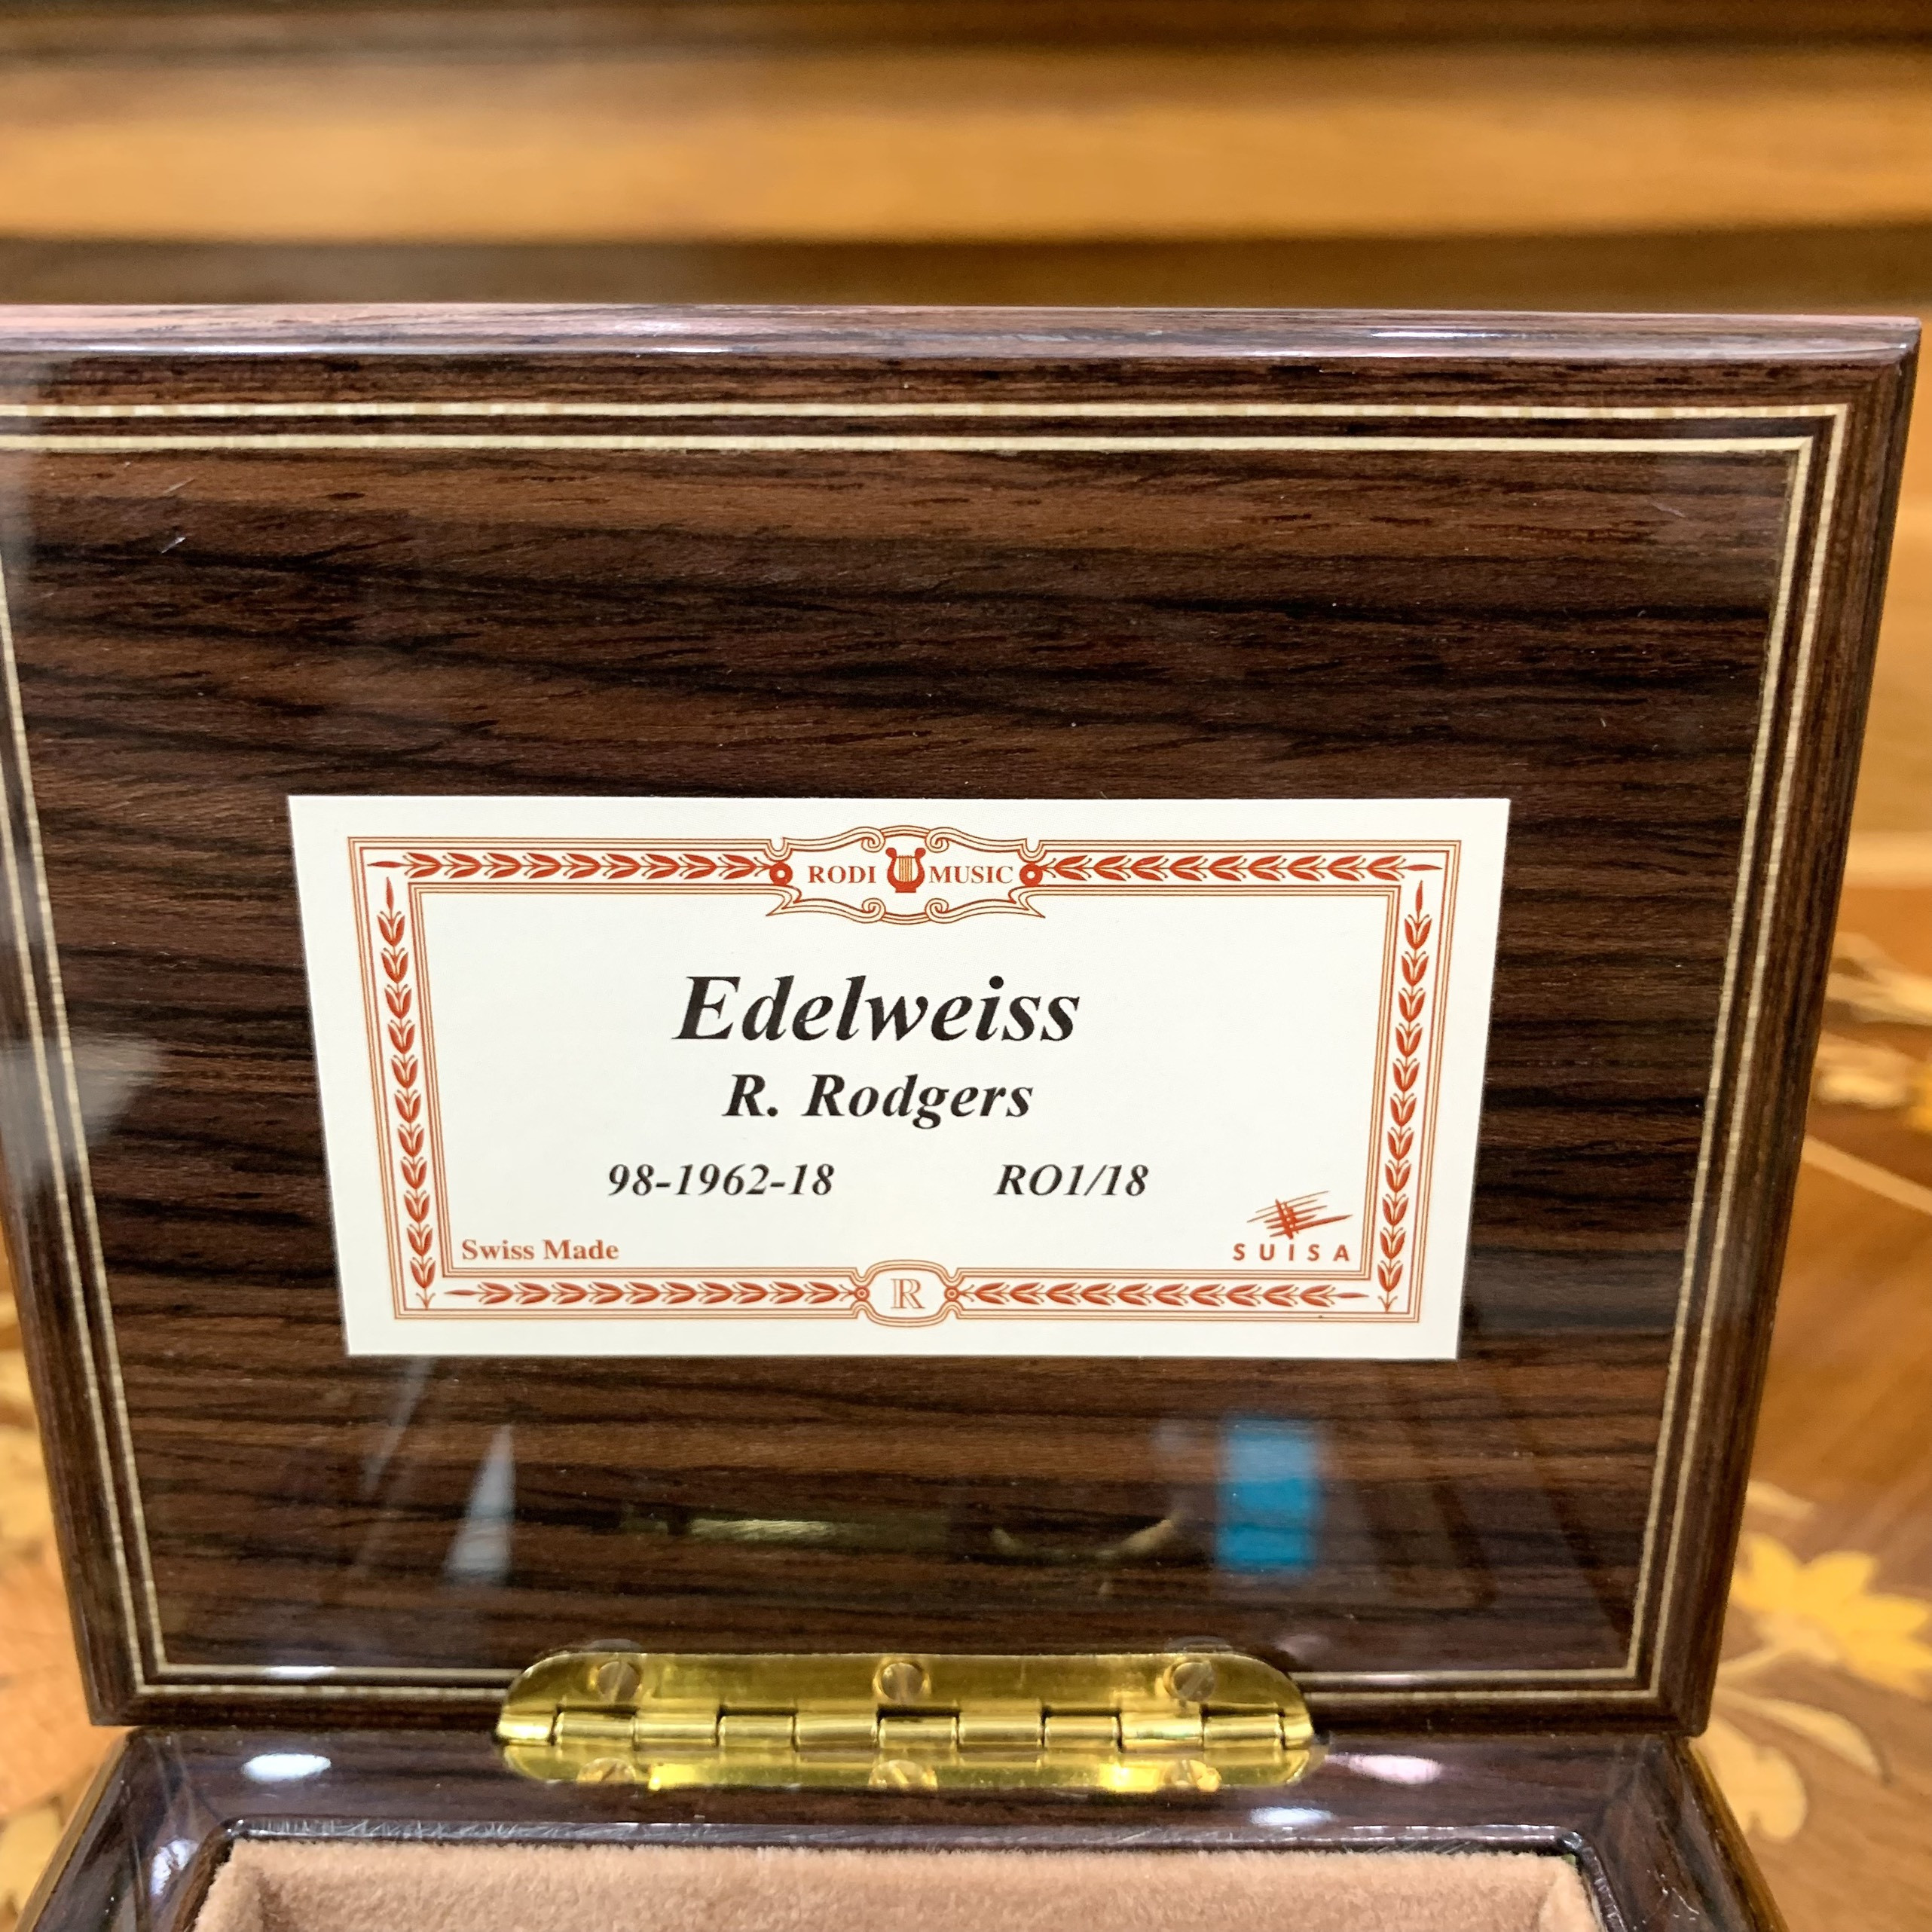 RODI MUSIC
Edelweiss
R. Rodgers
98-1962-18 RO1/18
Swiss Made
SUISA
R